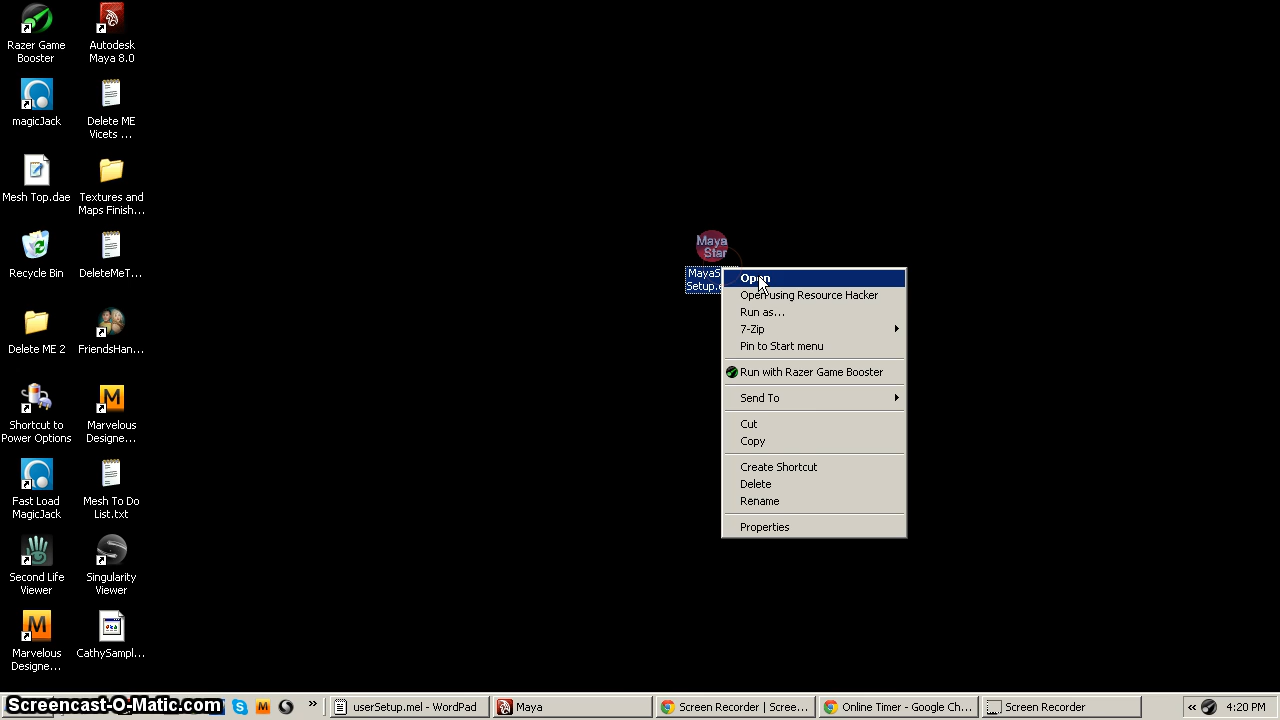 Razer Game
Booster
Autodesk
Maya 8.0
magicJack
Delete ME
Vicets ...
Mesh Top.dae
Textures and
Maps Finish...
Recycle Bin
DeleteMeT...
Delete ME 2
FriendsHan...
Shortcut to
Power Options
M
Marvelous
Designe...
Fast Load
MagicJack
Mesh To Do
List.txt
Second Life
Viewer
Singularity
Viewer
M
Marvelous
Designe...
CathySampl...
Maya
Star
Open
Open using Resource Hacker
Run as...
7-Zip
Pin to Start menu
Run with Razer Game Booster
Send To
Cut
Copy
Create Shortcut
Delete
Rename
Properties
Screencast-O-Matic.com
userSetup.mel - WordPad
Maya
Screen Recorder | Scree...
Online Timer - Google Ch...
Screen Recorder
4:20 PM